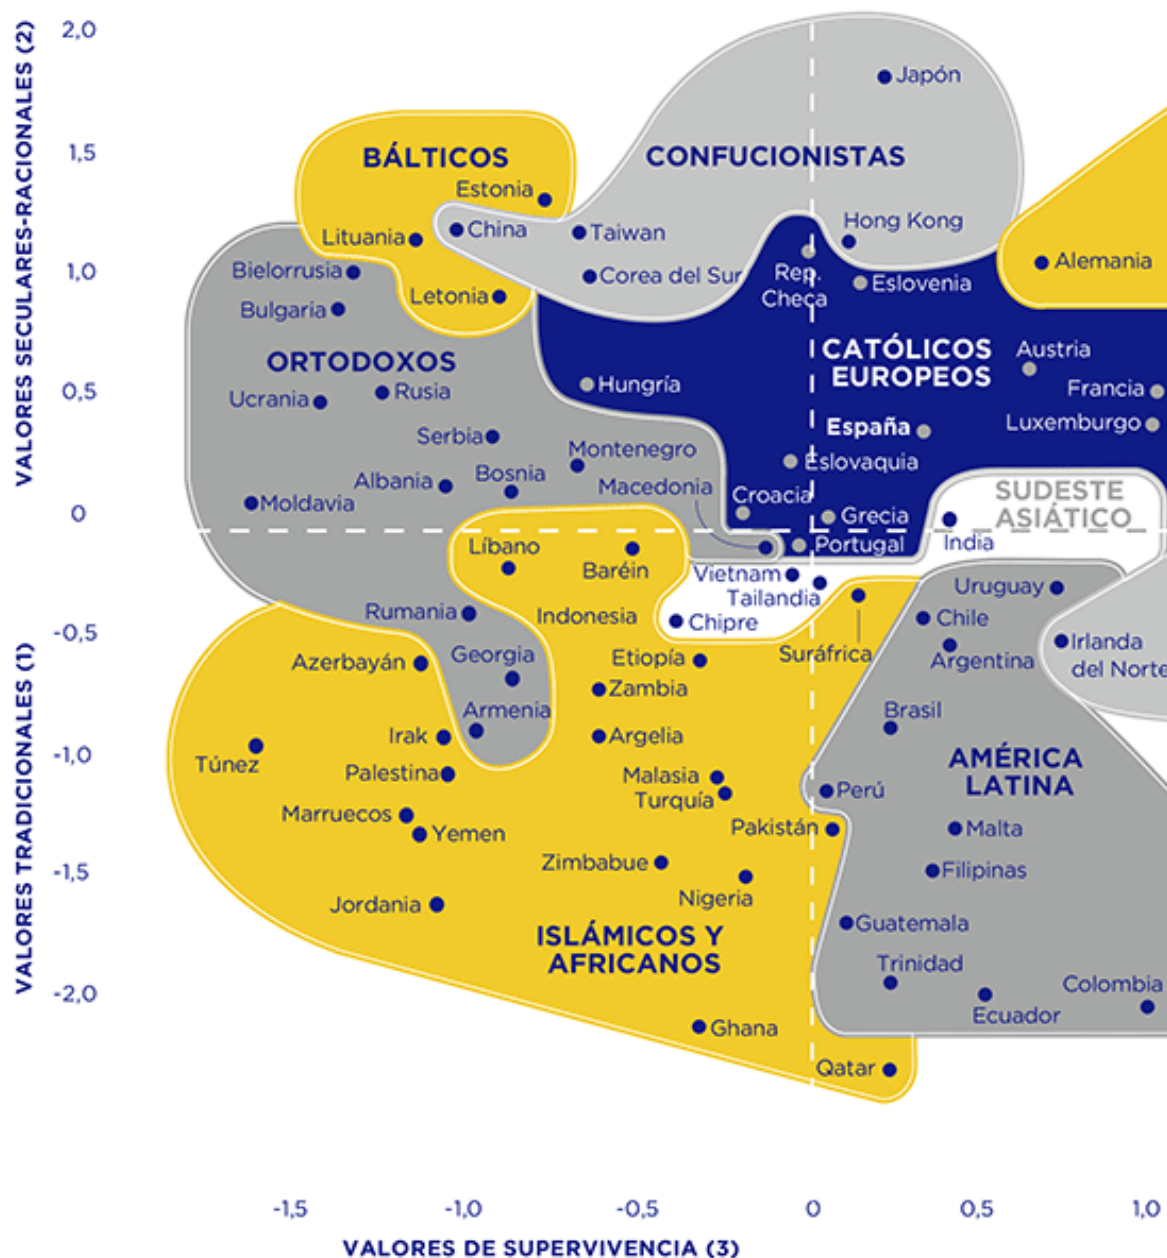 VALORES SECULARES-RACIONALES (2)
VALORES TRADICIONALES (1)
2,0
1,5
1,0
0,5
0
-0,5
-1,0
-1,5
-2,0
Japón
BÁLTICOS
CONFUCIONISTAS
Estonia
China
Taiwan
Hong Kong
Lituania
Alemania
Bielorrusia
Corea del Sur
Rep.
Checa
Eslovenia
Letonia
Bulgaria
ORTODOXOS
CATÓLICOS
EUROPEOS
Austria
Hungría
Francia
Ucrania
Rusia
Luxemburgo
España
Serbia
Montenegro
Eslovaquia
Albania
Bosnia
Macedonia
Croacia
SUDESTE
ASIÁTICO
Moldavia
Grecia
Líbano
Portugal
India
Baréin
Vietnam
Tailandia
Uruguay
Rumania
Indonesia
Chipre
Chile
Irlanda
del Norte
Azerbayán
Georgia
Etiopía
Suráfrica
Argentina
Zambia
Armenia
Brasil
Irak
Argelia
Túnez
Palestina
Malasia
Turquía
AMÉRICA
LATINA
Perú
Marruecos
Yemen
Pakistán
Malta
Zimbabue
Filipinas
Nigeria
Jordania
Guatemala
ISLÁMICOS Y
AFRICANOS
Trinidad
Colombia
Ecuador
Ghana
Qatar
-1,5
-1,0
-0,5
0
0,5
1,0
VALORES DE SUPERVIVENCIA (3)